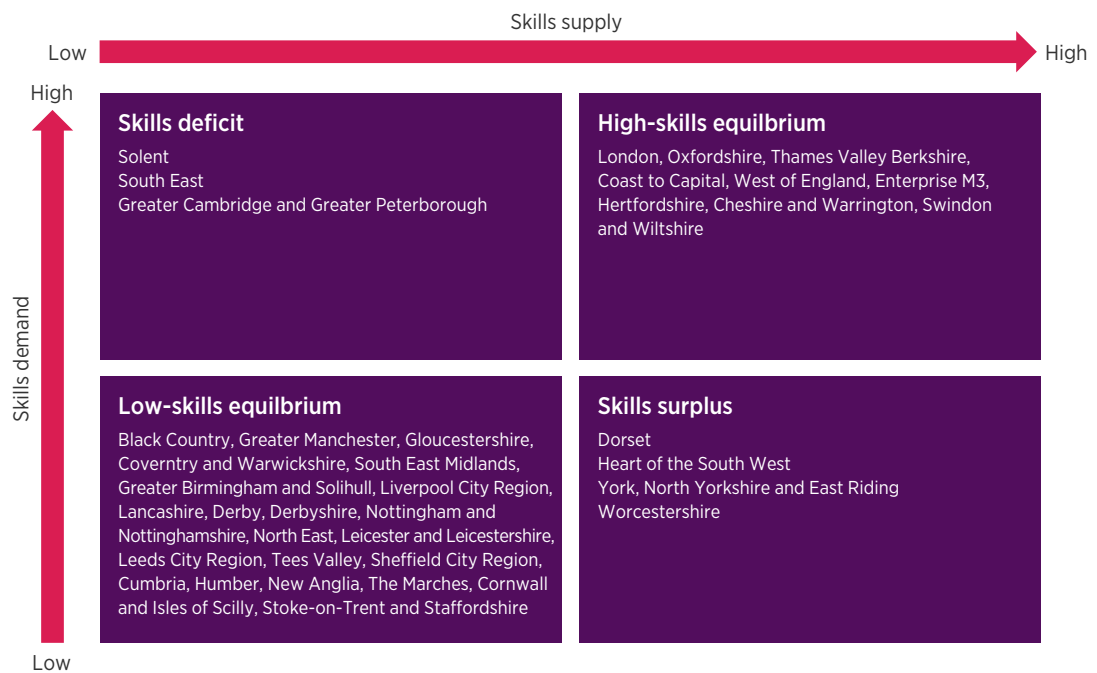 Skills supply
Low
High
High
Skills demand
Low
Skills deficit
Solent
South East
Greater Cambridge and Greater Peterborough
High-skills equilbrium
London, Oxfordshire, Thames Valley Berkshire,
Coast to Capital, West of England, Enterprise M3,
Hertfordshire, Cheshire and Warrington, Swindon
and Wiltshire
Low-skills equilbrium
Black Country, Greater Manchester, Gloucestershire,
Coverntry and Warwickshire, South East Midlands,
Greater Birmingham and Solihull, Liverpool City Region,
Lancashire, Derby, Derbyshire, Nottingham and
Nottinghamshire, North East, Leicester and Leicestershire,
Leeds City Region, Tees Valley, Sheffield City Region,
Cumbria, Humber, New Anglia, The Marches, Cornwall
and Isles of Scilly, Stoke-on-Trent and Staffordshire
Skills surplus
Dorset
Heart of the South West
York, North Yorkshire and East Riding
Worcestershire